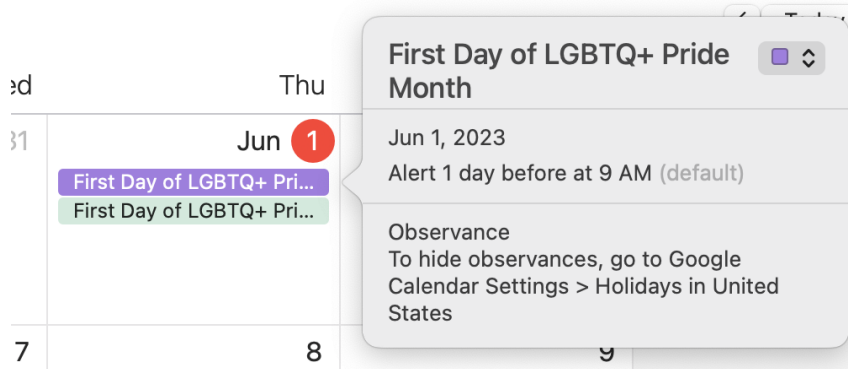 Today
ed
Thu
31
Jun 1
First Day of LGBTQ+ Pri...
First Day of LGBTQ+ Pri...
7
8
9
First Day of LGBTQ+ Pride
Month
Jun 1, 2023
Alert 1 day before at 9 AM (default)
Observance
To hide observances, go to Google
Calendar Settings > Holidays in United
States